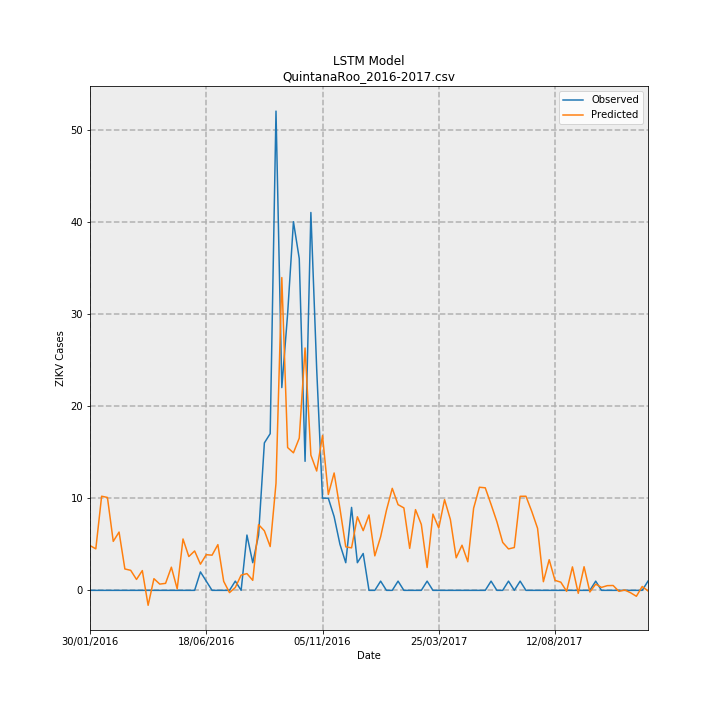 LSTM Model
QuintanaRoo_2016-2017.csv
Observed
Predicted
50
40
30
20
10
0
ZIKV Cases
30/01/2016
18/06/2016
05/11/2016
25/03/2017
12/08/2017
Date